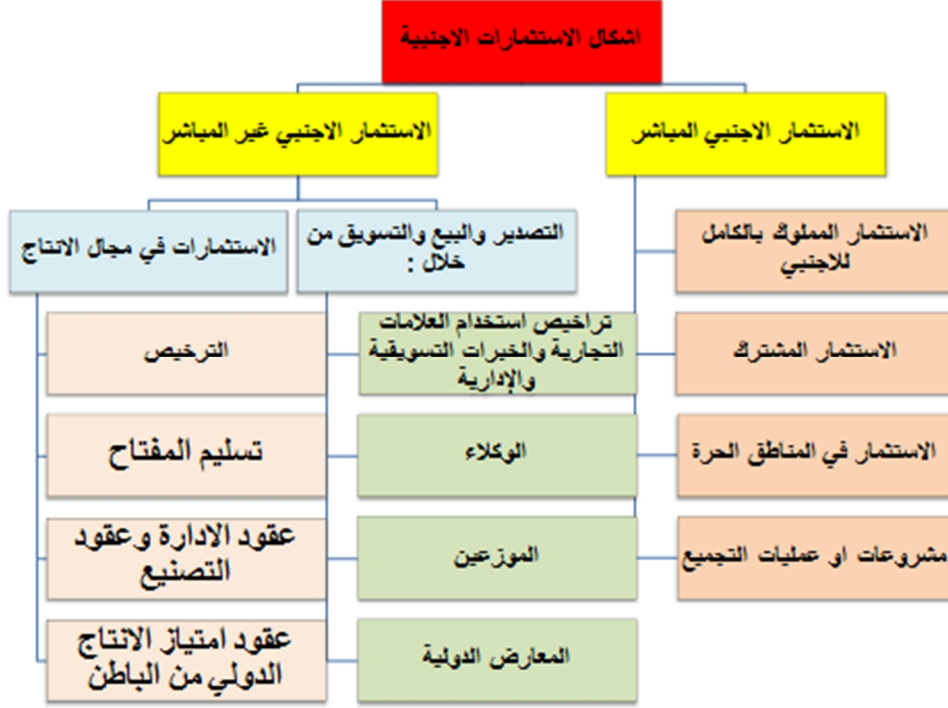 اشكال الاستثمارات الاجنبية
الاستثمار الاجنبي المباشر
الاستثمار الاجنبي غير المباشر
الاستثمار المملوك بالكامل
للاجنبي
الاستثمار المشترك
الاستثمار في المناطق الحرة
مشروعات او عمليات التجميع
التصدير والبيع والتسويق من
خلال :
تراخيص استخدام العلامات
التجارية والخبرات التسويقية
والإدارية
الوكلاء
الموزعين
المعارض الدولية
الاستثمارات في مجال الانتاج
الترخيص
تسليم المفتاح
عقود الادارة وعقود
التصنيع
عقود امتياز الانتاج
الدولي من الباطن